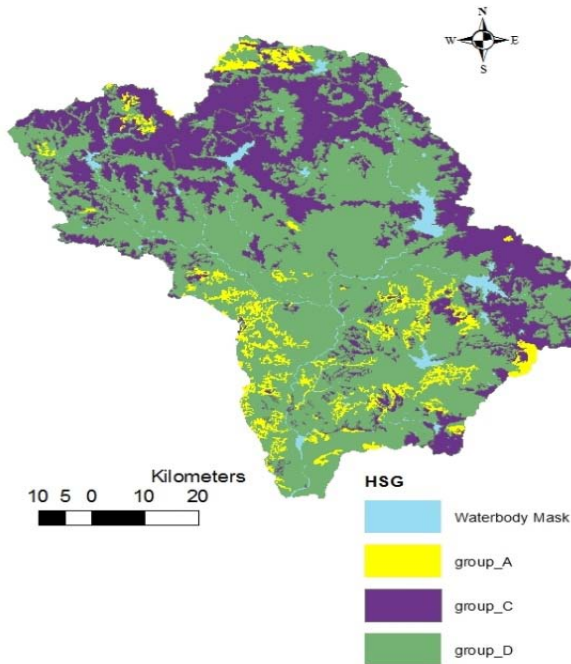 N
W E
S
Kilometers
10 5 0 10 20
HSG
Waterbody Mask
group_A
group_C
group_D